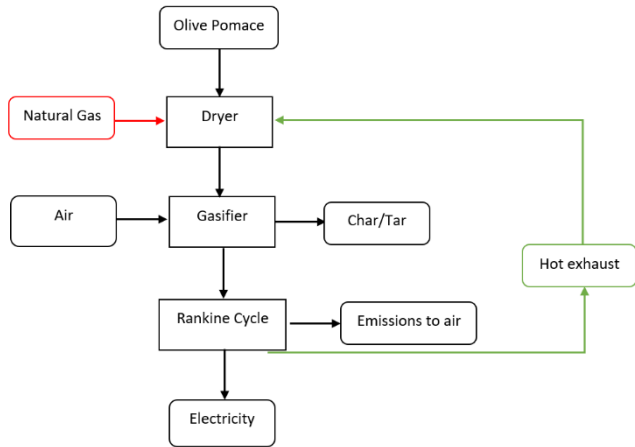 Olive Pomace
Natural Gas
Dryer
Air
Gasifier
Char/Tar
Hot exhaust
Rankine Cycle
Emissions to air
Electricity